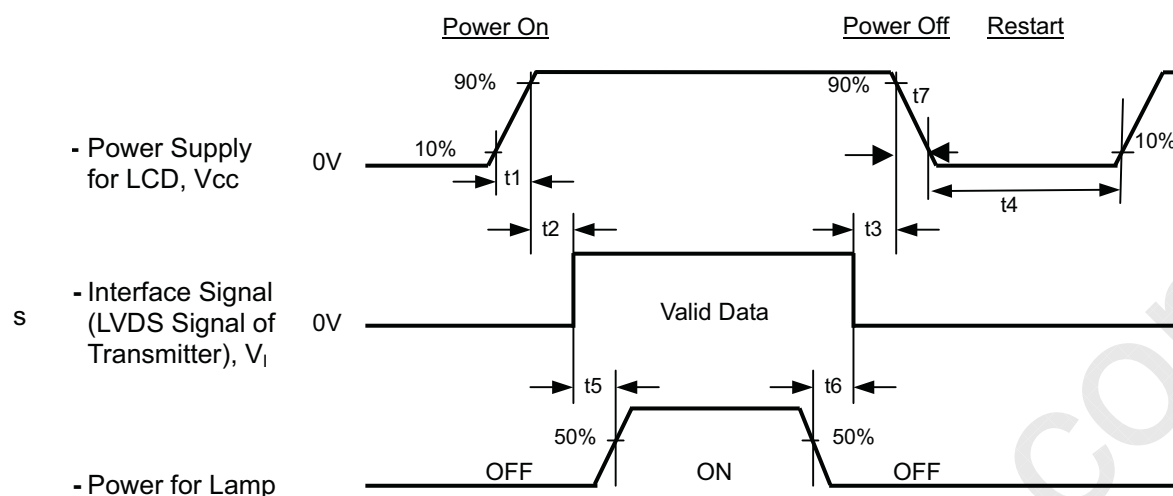 Power On
Power Off
Restart
90%
90%
t7
- Power Supply
for LCD, Vcc
0V
10%
10%
t1
t4
t2
t3
- Interface Signal
(LVDS Signal of
Transmitter), VI
s
0V
Valid Data
t5
t6
50%
50%
- Power for Lamp
OFF
ON
OFF